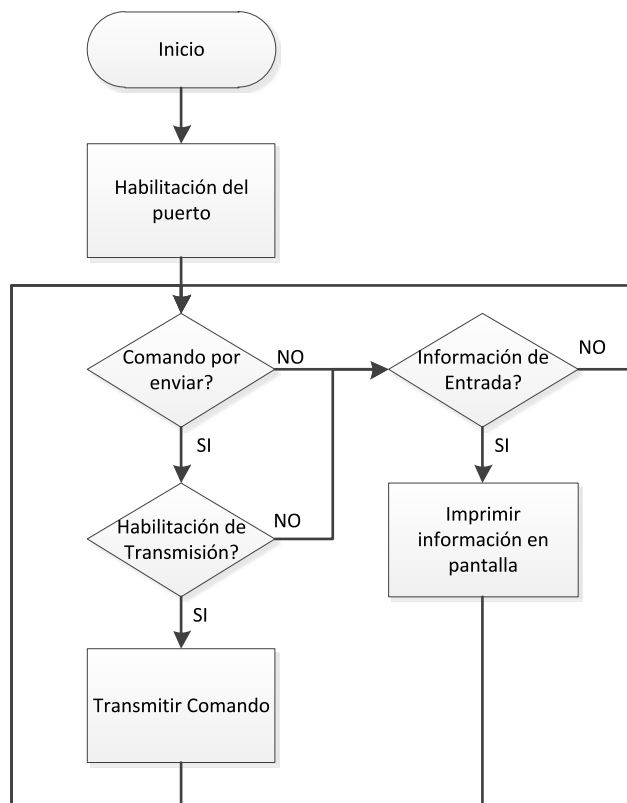 Inicio
Habilitación del
puerto
Comando por
enviar?
NO
Información de
Entrada?
NO
SI
SI
Habilitación de
Transmisión?
NO
Imprimir
información en
pantalla
SI
Transmitir Comando